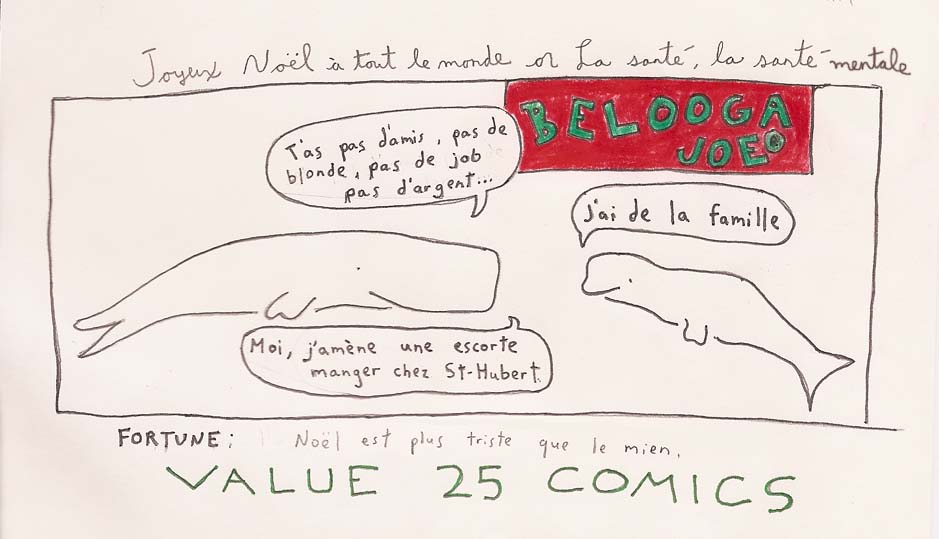 Joyeux Noël à tout le monde or La santé, la santé mentale
BELOOGA
JOE
T'as pas d'amis, pas de
blonde, pas de job
pas d'argent...
J'ai de la famille
Moi, j'amène une escorte
manger chez St-Hubert.
FORTUNE: Noël est plus triste que le mien.
VALUE 25 COMICS